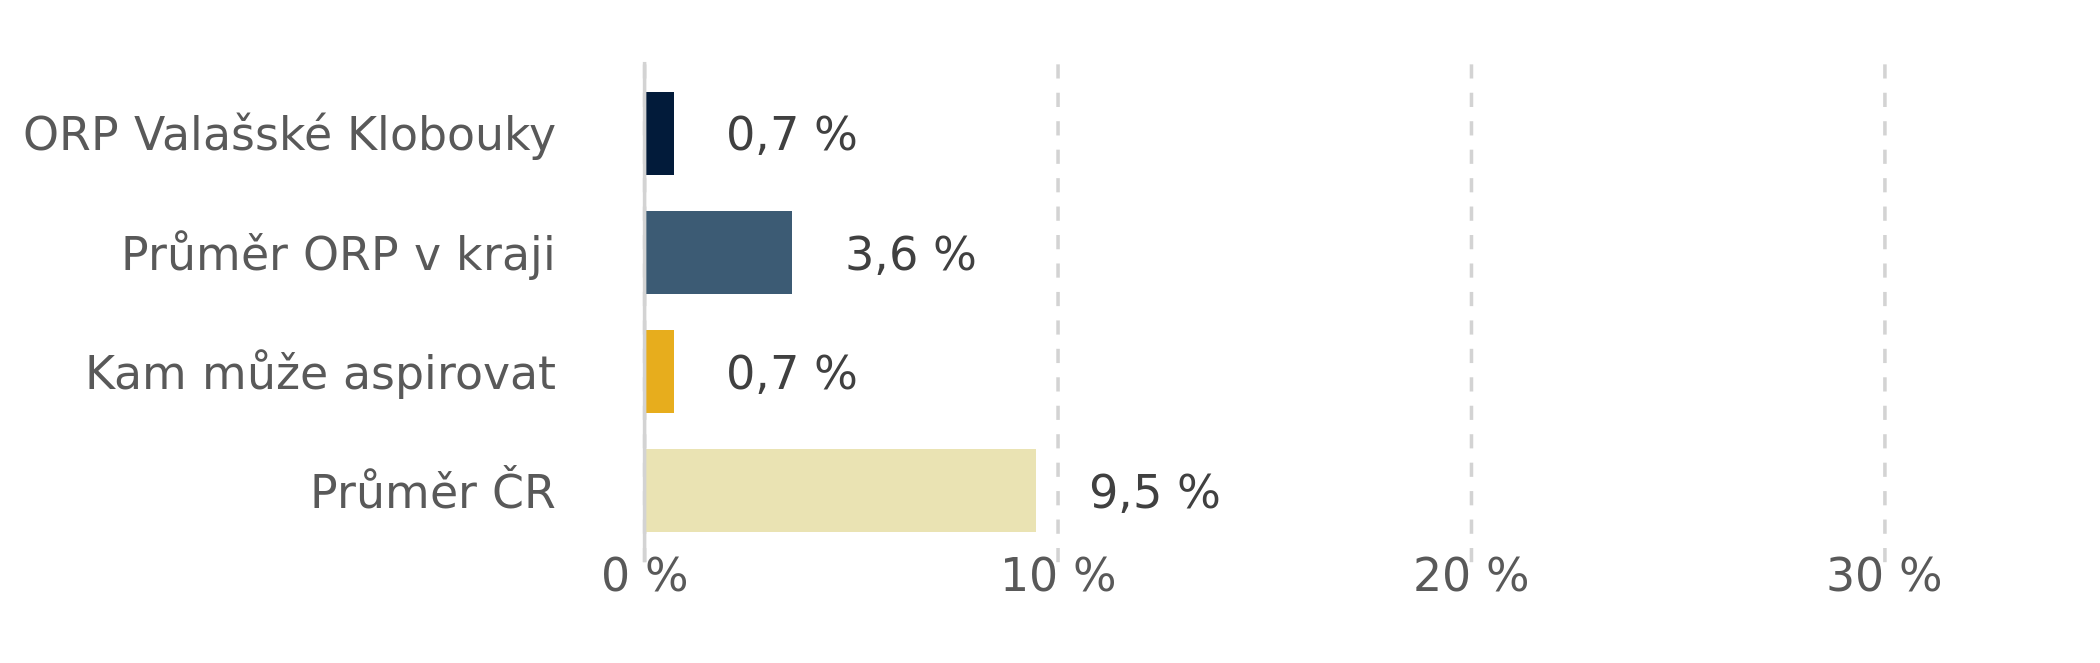 ORP Valašské Klobouky 0,7 %
Průměr ORP v kraji 3,6 %
Kam může aspirovat 0,7 %
Průměr ČR 9,5 %
0 % 10 % 20 % 30 %